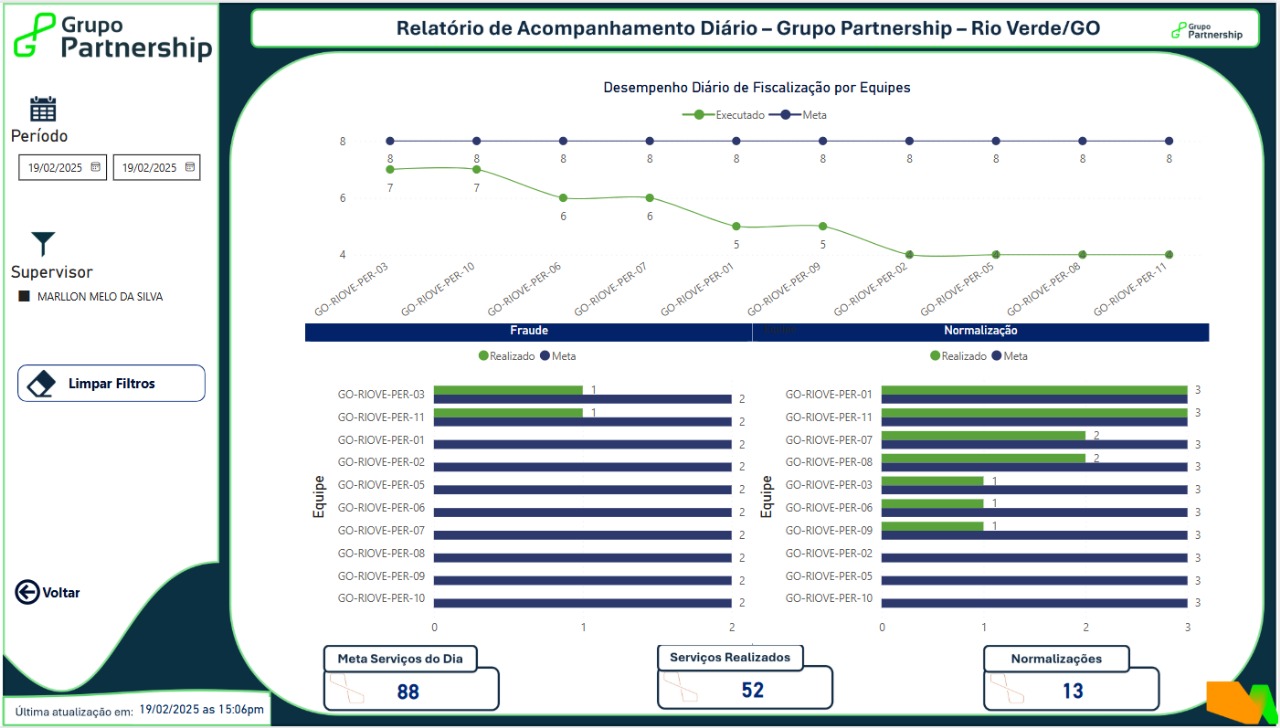 Grupo
Partnership
Relatório de Acompanhamento Diário – Grupo Partnership – Rio Verde/GO
Grupo
Partnership
Período
19/02/2025 19/02/2025
Supervisor
MARLLON MELO DA SILVA
Limpar Filtros
Voltar
Última atualização em: 19/02/2025 as 15:06pm
Desempenho Diário de Fiscalização por Equipes
Executado Meta
8
6
4
8 8 8 8 8 8 8 8 8 8
7 7 6 6 5 5
GO-RIOVE-PER-03 GO-RIOVE-PER-10 GO-RIOVE-PER-06 GO-RIOVE-PER-07 GO-RIOVE-PER-01 GO-RIOVE-PER-09 GO-RIOVE-PER-02 GO-RIOVE-PER-05 GO-RIOVE-PER-08 GO-RIOVE-PER-11
Fraude
Realizado Meta
Equipe
GO-RIOVE-PER-03 1
2
GO-RIOVE-PER-11 1
2
GO-RIOVE-PER-01 2
GO-RIOVE-PER-02 2
GO-RIOVE-PER-05 2
GO-RIOVE-PER-06 2
GO-RIOVE-PER-07 2
GO-RIOVE-PER-08 2
GO-RIOVE-PER-09 2
GO-RIOVE-PER-10 2
0 1 2
Normalização
Realizado Meta
Equipe
GO-RIOVE-PER-01 3
GO-RIOVE-PER-11 3
GO-RIOVE-PER-07 2
3
GO-RIOVE-PER-08 2
3
GO-RIOVE-PER-03 1
3
GO-RIOVE-PER-06 1
3
GO-RIOVE-PER-09 1
3
GO-RIOVE-PER-02 3
GO-RIOVE-PER-05 3
GO-RIOVE-PER-10 3
0 1 2 3
Meta Serviços do Dia
88
Serviços Realizados
52
Normalizações
13